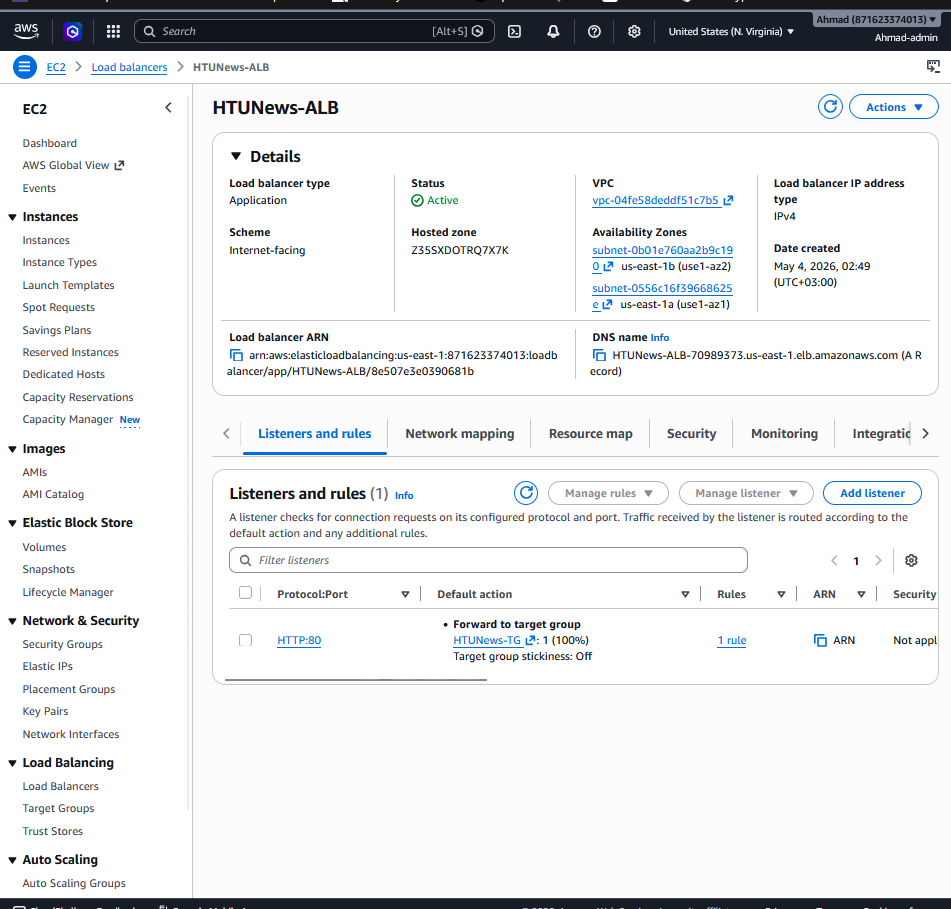 aws
Search
[Alt+S]
United States (N. Virginia)
Ahmad (871623374013)
Ahmad-admin
EC2
Load balancers
HTUNews-ALB
EC2
Dashboard
AWS Global View
Events
Instances
Instances
Instance Types
Launch Templates
Spot Requests
Savings Plans
Reserved Instances
Dedicated Hosts
Capacity Reservations
Capacity Manager New
Images
AMIs
AMI Catalog
Elastic Block Store
Volumes
Snapshots
Lifecycle Manager
Network & Security
Security Groups
Elastic IPs
Placement Groups
Key Pairs
Network Interfaces
Load Balancing
Load Balancers
Target Groups
Trust Stores
Auto Scaling
Auto Scaling Groups
HTUNews-ALB
Actions
Details
Load balancer type
Application
Scheme
Internet-facing
Status
Active
Hosted zone
Z35SXDOTRQ7X7K
VPC
vpc-04fe58deddf51c7b5
Availability Zones
subnet-0b01e760aa2b9c19
0 us-east-1b (use1-az2)
subnet-0556c16f39668625
e us-east-1a (use1-az1)
Load balancer IP address
type
IPv4
Date created
May 4, 2026, 02:49
(UTC+03:00)
Load balancer ARN
arn:aws:elasticloadbalancing:us-east-1:871623374013:loadb
alancer/app/HTUNews-ALB/8e507e3e0390681b
DNS name Info
HTUNews-ALB-70989373.us-east-1.elb.amazonaws.com (A R
ecord)
Listeners and rules
Network mapping
Resource map
Security
Monitoring
Integratio
Listeners and rules (1) Info
Manage rules
Manage listener
Add listener
A listener checks for connection requests on its configured protocol and port. Traffic received by the listener is routed according to the
default action and any additional rules.
Filter listeners
1
Protocol:Port
Default action
Rules
ARN
Security
HTTP:80
• Forward to target group
HTUNews-TG : 1 (100%)
Target group stickiness: Off
1 rule
ARN
Not appl